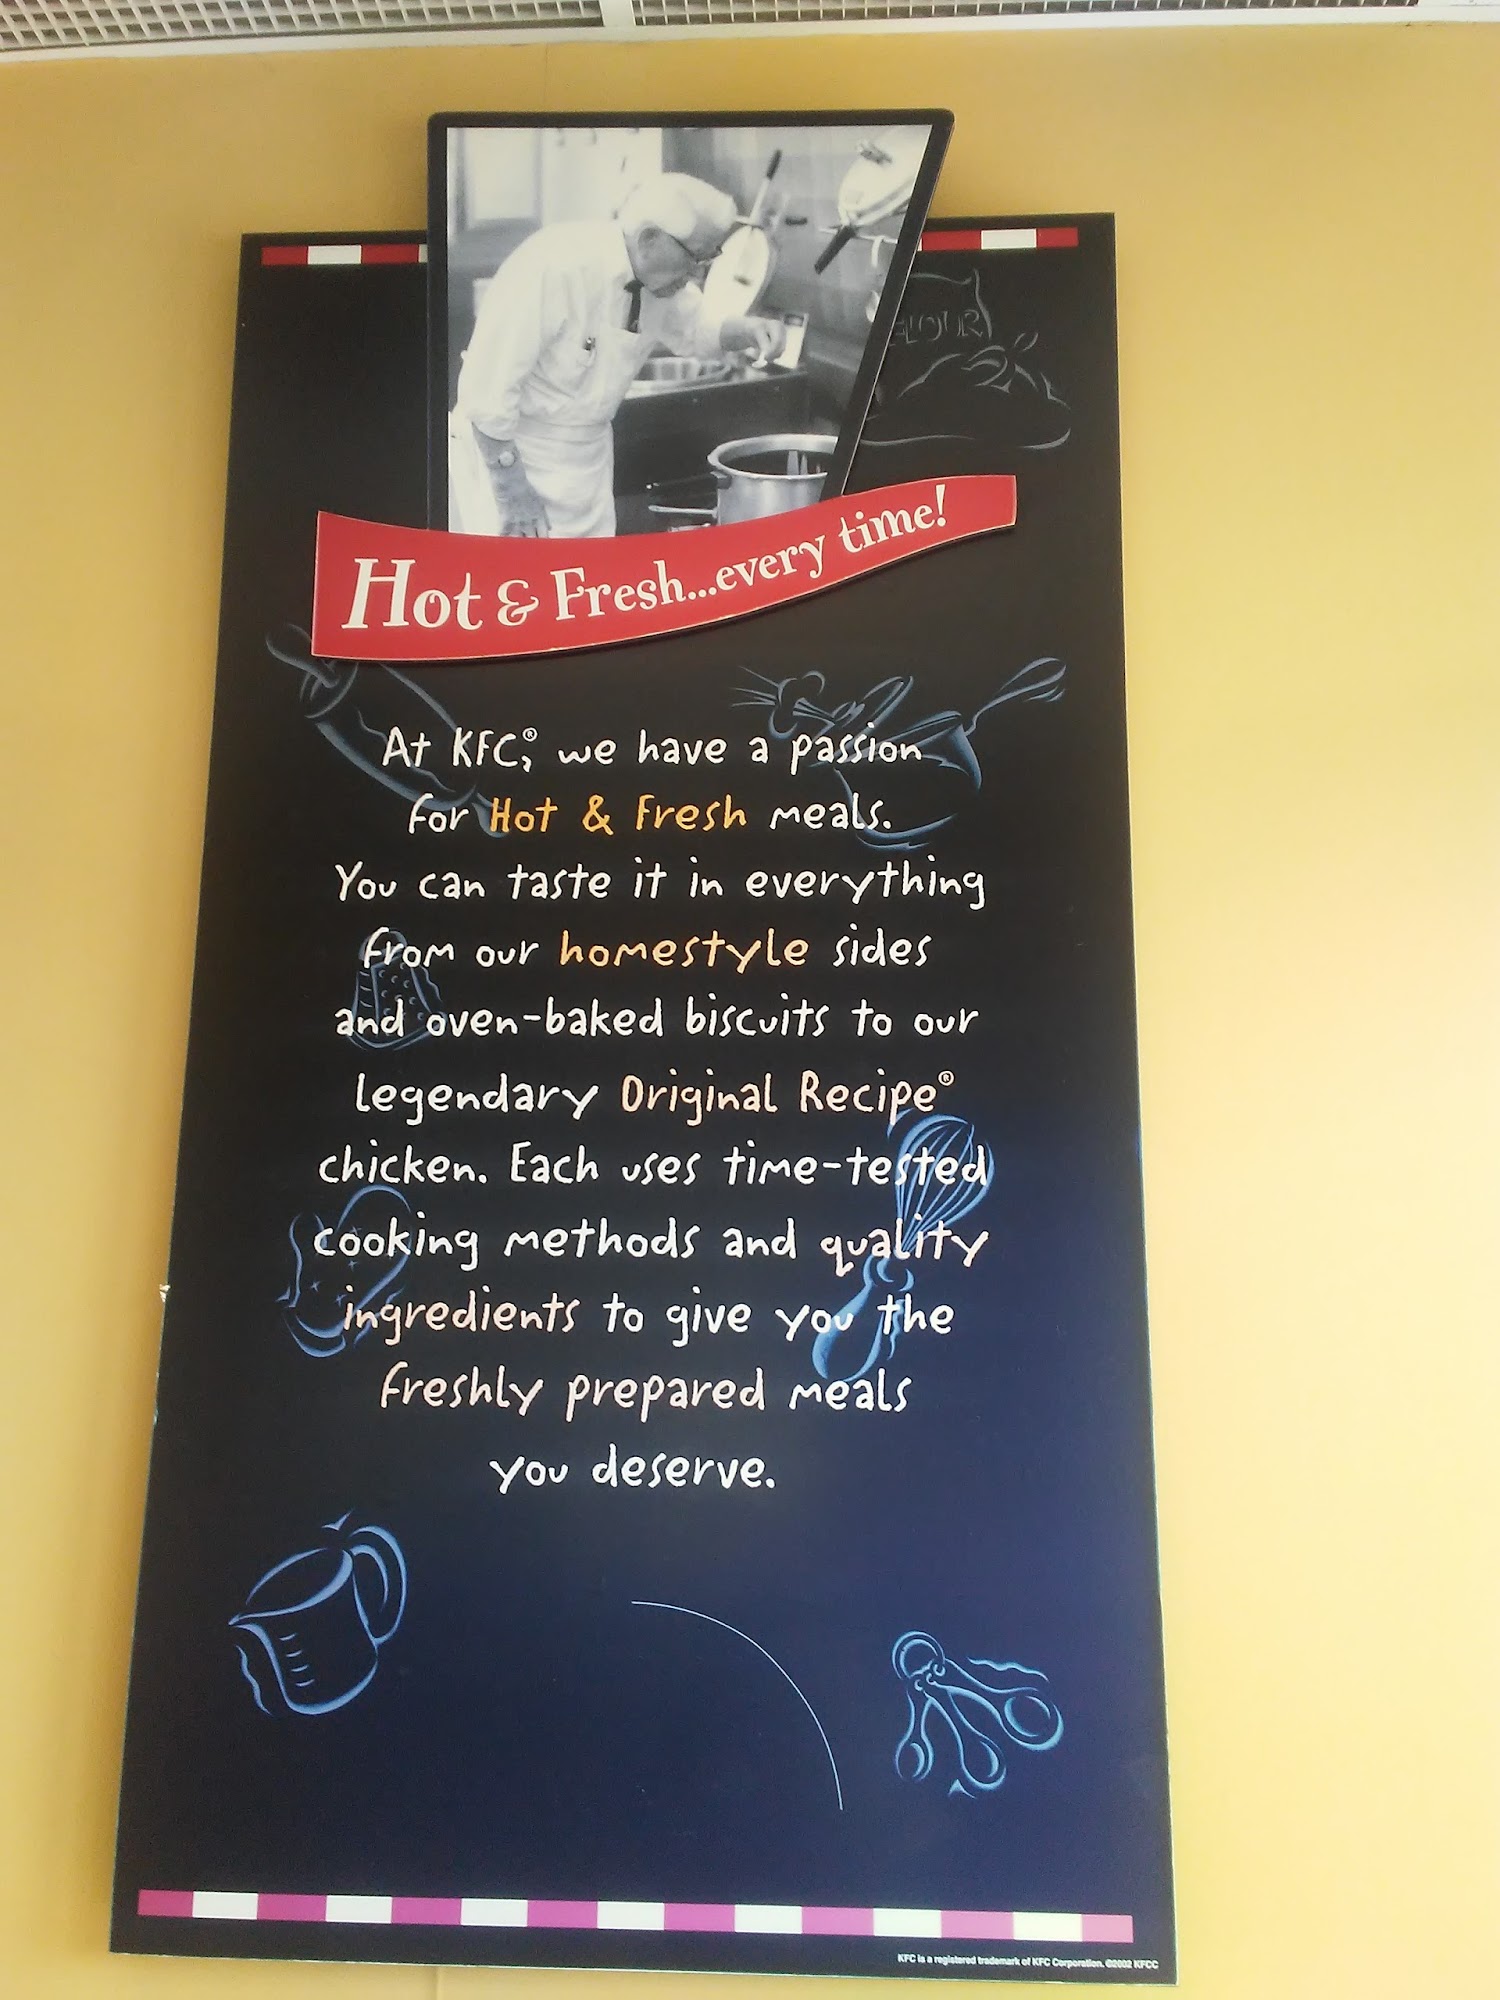 FLOUR
Hot & Fresh...every time!
At KFC,® we have a passion
for Hot & Fresh meals.
You can taste it in everything
from our homestyle sides
and oven-baked biscuits to our
legendary Original Recipe®
chicken. Each uses time-tested
cooking methods and quality
ingredients to give you the
freshly prepared meals
you deserve.
KFC is a registered trademark of KFC Corporation. ©2002 KFCC